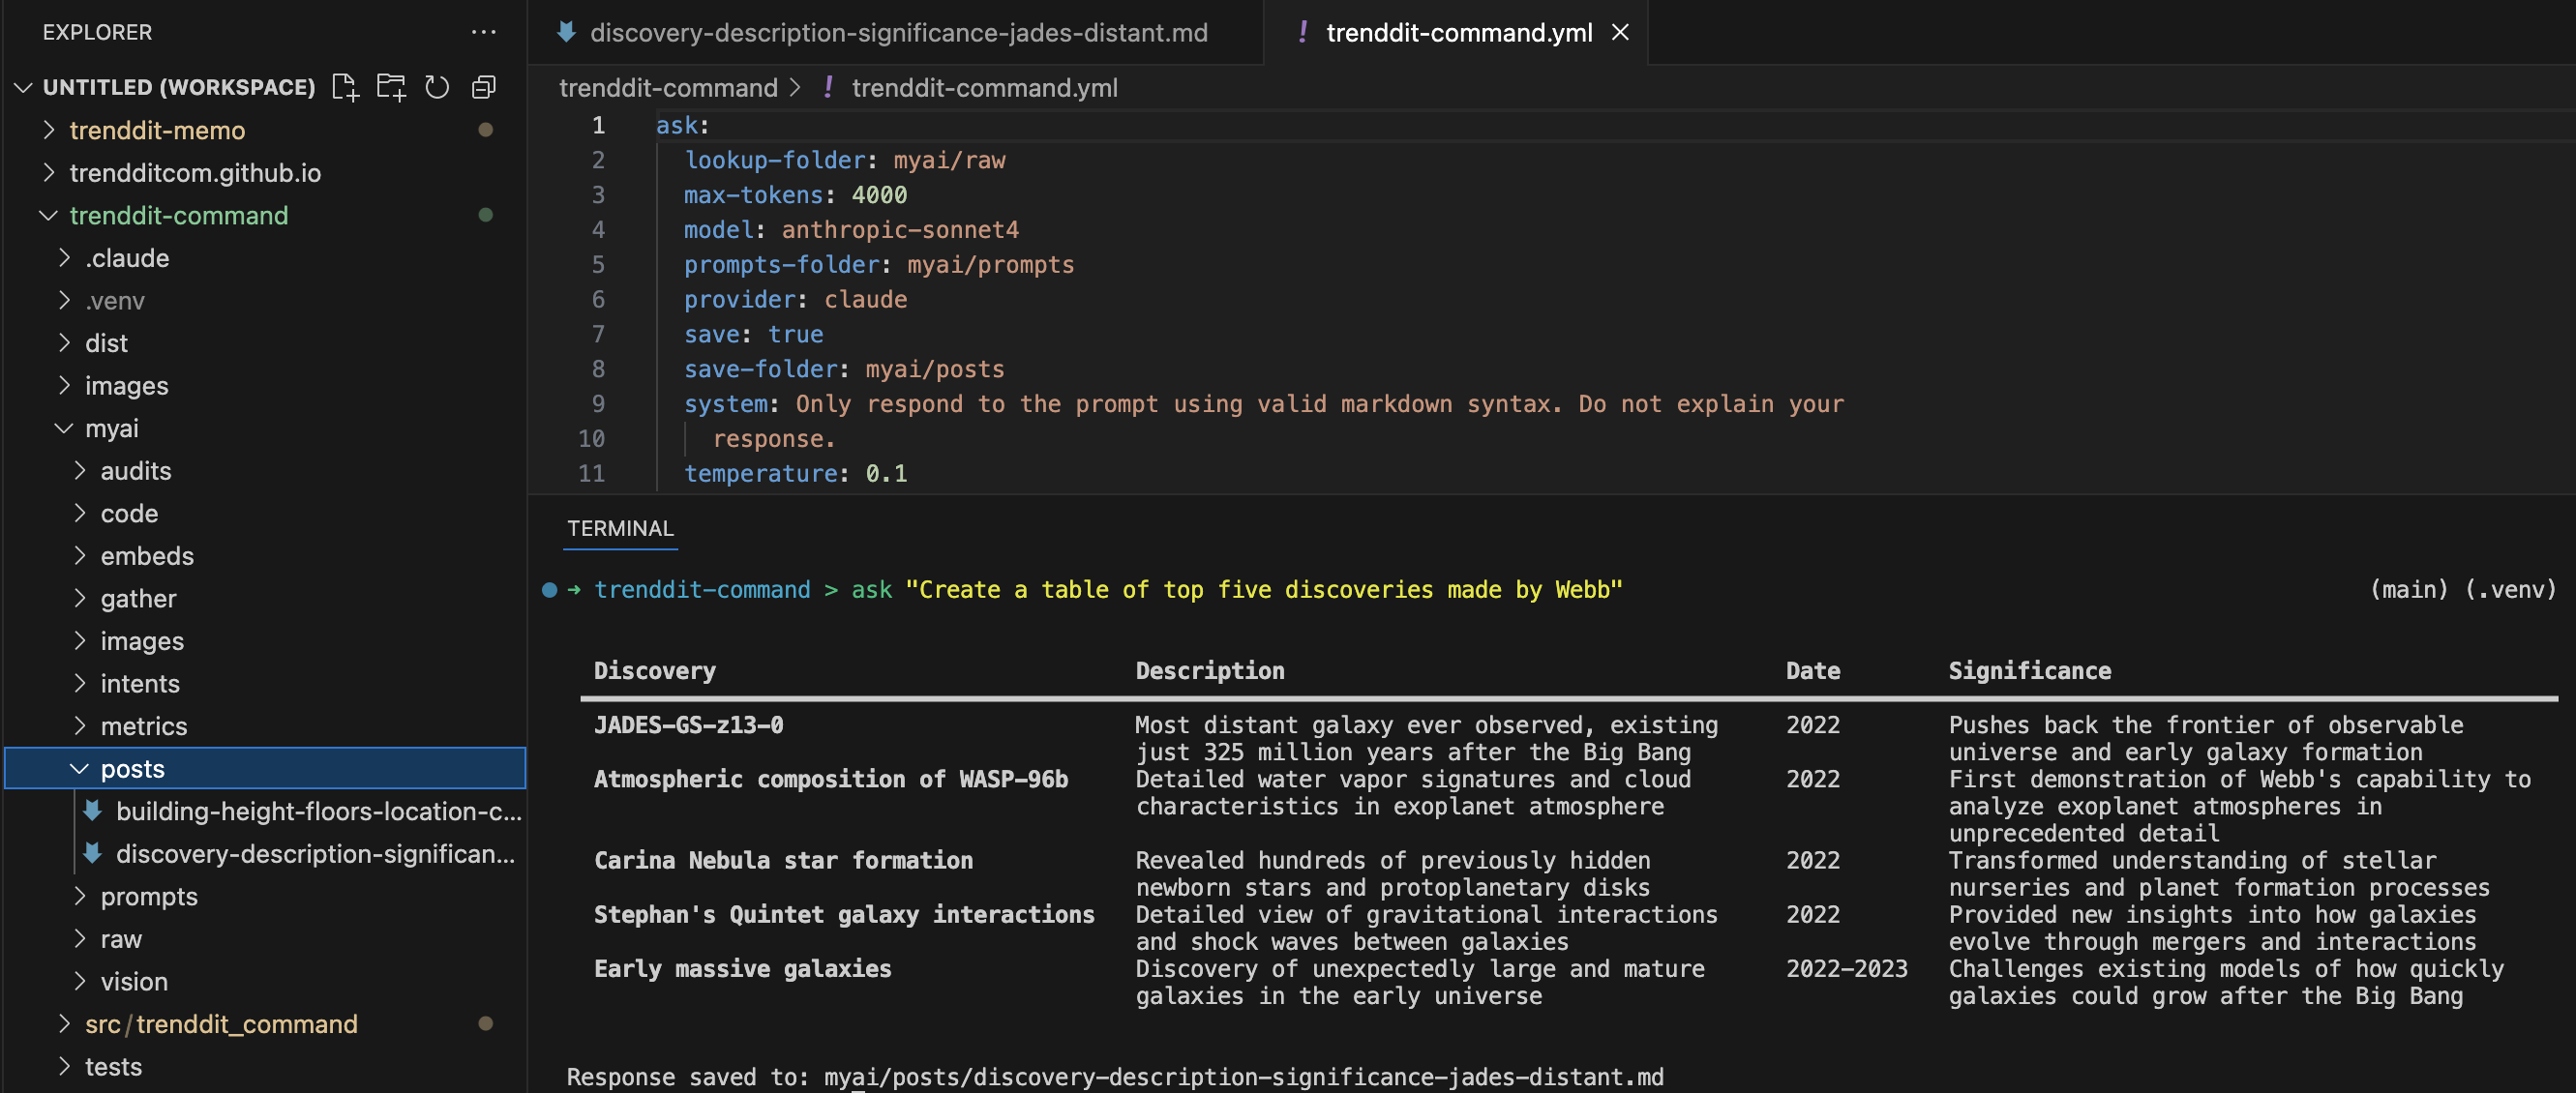 EXPLORER
UNTITLED (WORKSPACE)
trenddit-memo
trendditcom.github.io
trenddit-command
.claude
.venv
dist
images
myai
audits
code
embeds
gather
images
intents
metrics
posts
building-height-floors-location-c...
discovery-description-significan...
prompts
raw
vision
src/trenddit_command
tests
discovery-description-significance-jades-distant.md
! trenddit-command.yml
trenddit-command > ! trenddit-command.yml
1 ask:
2 lookup-folder: myai/raw
3 max-tokens: 4000
4 model: anthropic-sonnet4
5 prompts-folder: myai/prompts
6 provider: claude
7 save: true
8 save-folder: myai/posts
9 system: Only respond to the prompt using valid markdown syntax. Do not explain your
10 response.
11 temperature: 0.1
TERMINAL
➜ trenddit-command > ask "Create a table of top five discoveries made by Webb" (main) (.venv)
Discovery Description Date Significance
JADES-GS-z13-0 Most distant galaxy ever observed, existing 2022 Pushes back the frontier of observable
just 325 million years after the Big Bang universe and early galaxy formation
Atmospheric composition of WASP-96b Detailed water vapor signatures and cloud 2022 First demonstration of Webb's capability to
characteristics in exoplanet atmosphere analyze exoplanet atmospheres in
unprecedented detail
Carina Nebula star formation Revealed hundreds of previously hidden 2022 Transformed understanding of stellar
newborn stars and protoplanetary disks nurseries and planet formation processes
Stephan's Quintet galaxy interactions Detailed view of gravitational interactions 2022 Provided new insights into how galaxies
and shock waves between galaxies evolve through mergers and interactions
Early massive galaxies Discovery of unexpectedly large and mature 2022-2023 Challenges existing models of how quickly
galaxies in the early universe galaxies could grow after the Big Bang
Response saved to: myai/posts/discovery-description-significance-jades-distant.md